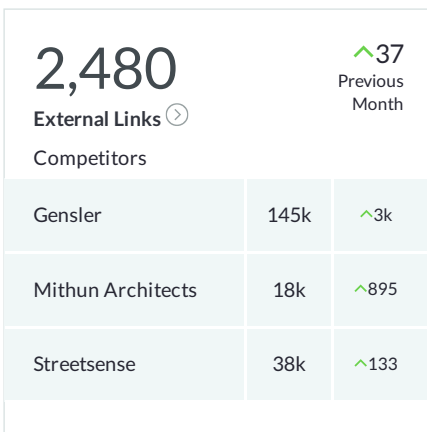 2,480
37
Previous
Month
External Links
Competitors
Gensler 145k 3k
Mithun Architects 18k 895
Streetsense 38k 133